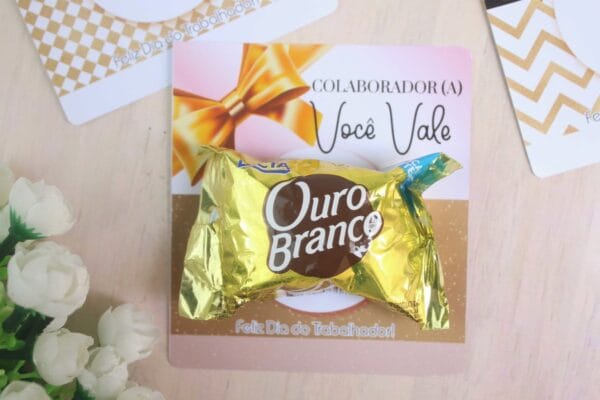 Feliz Dia do Trabalhador!
COLABORADOR (A)
Você Vale
Ouro
Branco
Feliz Dia do Trabalhador!